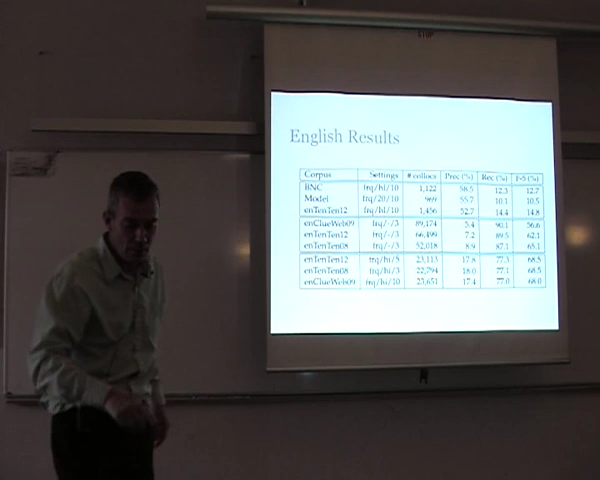 STOP
English Results
Corpus Settings # collocs Prec (%) Rec (%) F-5 (%)
BNC frq/hi/10 1,122 58.5 12.3 12.7
Model frq/20/10 969 55.7 10.1 10.5
enTenTen12 frq/hi/10 1,456 52.7 14.4 14.8
enClueWeb09 frq/-/3 89,174 5.4 90.1 56.6
enTenTen12 frq/-/3 66,499 7.2 89.5 62.1
enTenTen08 frq/-/3 52,018 8.9 87.1 65.1
enTenTen12 frq/hi/5 23,113 17.8 77.3 68.5
enTenTen08 frq/hi/3 22,794 18.0 77.1 68.5
enClueWeb09 frq/hi/10 23,651 17.4 77.0 68.0